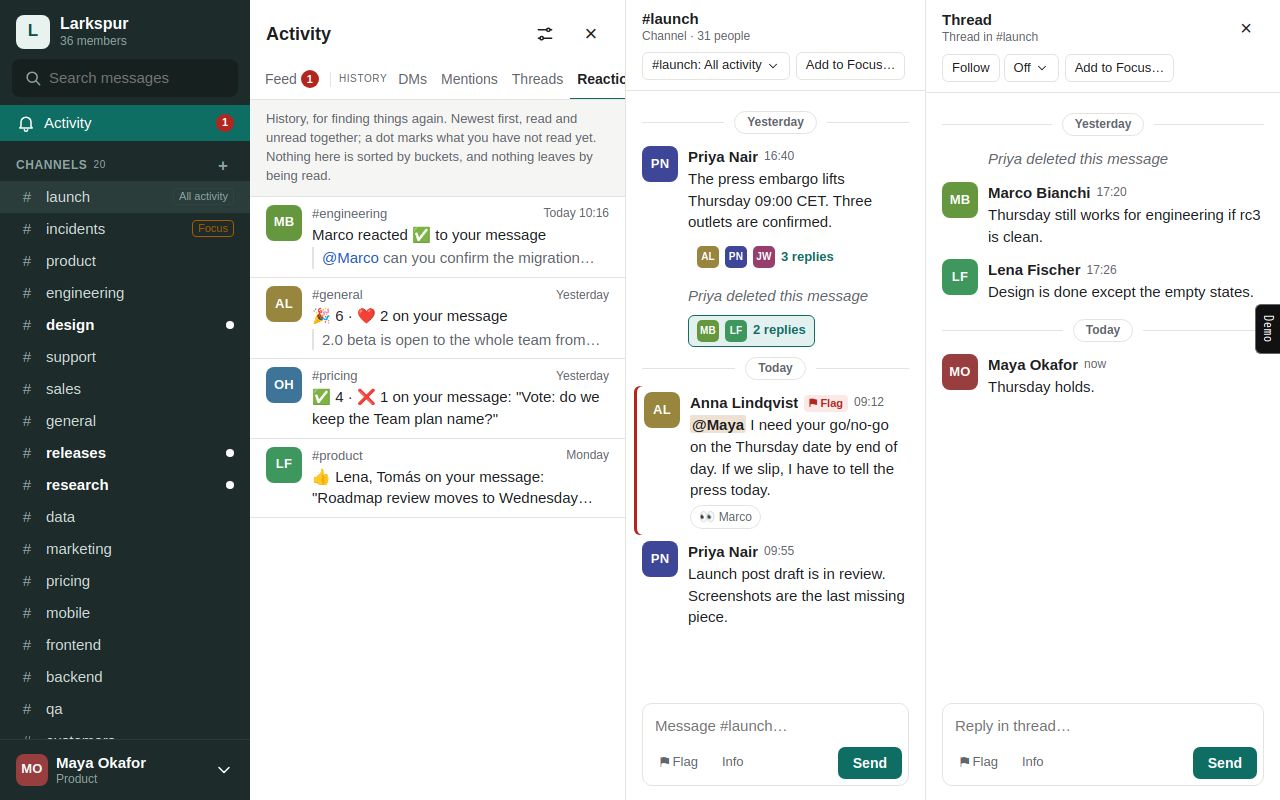 L
Larkspur
36 members
Search messages
Activity
1
CHANNELS 20
+
# launch
All activity
# incidents
Focus
# product
# engineering
# design
# support
# sales
# general
# releases
# research
# data
# marketing
# pricing
# mobile
# frontend
# backend
# qa
# customers
MO
Maya Okafor
Product
Activity
Feed 1 HISTORY DMs Mentions Threads Reactio
History, for finding things again. Newest first, read and
unread together; a dot marks what you have not read yet.
Nothing here is sorted by buckets, and nothing leaves by
being read.
MB
#engineering
Today 10:16
Marco reacted ✅ to your message
@Marco can you confirm the migration…
AL
#general
Yesterday
🎉 6 · ❤️ 2 on your message
2.0 beta is open to the whole team from…
OH
#pricing
Yesterday
✅ 4 · ❌ 1 on your message: "Vote: do we
keep the Team plan name?"
LF
#product
Monday
👍 Lena, Tomás on your message:
"Roadmap review moves to Wednesday…
#launch
Channel · 31 people
#launch: All activity
Add to Focus…
Yesterday
PN
Priya Nair 16:40
The press embargo lifts
Thursday 09:00 CET. Three
outlets are confirmed.
AL PN JW 3 replies
Priya deleted this message
MB LF 2 replies
Today
AL
Anna Lindqvist Flag 09:12
@Maya I need your go/no-go
on the Thursday date by end of
day. If we slip, I have to tell the
press today.
👀 Marco
PN
Priya Nair 09:55
Launch post draft is in review.
Screenshots are the last missing
piece.
Message #launch…
Flag Info Send
Thread
Thread in #launch
Follow
Off
Add to Focus…
Yesterday
Priya deleted this message
MB
Marco Bianchi 17:20
Thursday still works for engineering if rc3
is clean.
LF
Lena Fischer 17:26
Design is done except the empty states.
Today
MO
Maya Okafor now
Thursday holds.
Reply in thread…
Flag Info Send
Demo